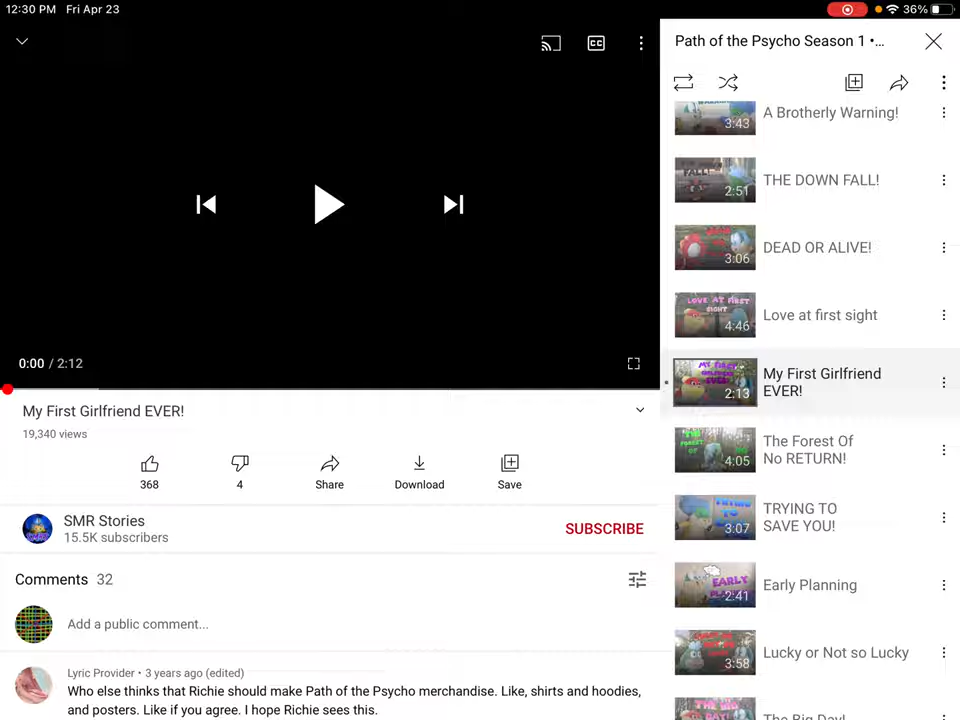 12:30 PM Fri Apr 23
36%
Path of the Psycho Season 1 •...
CC
3:43
A Brotherly Warning!
2:51
THE DOWN FALL!
DEAD OR ALIVE!
3:06
LOVE AT FIRST
SIGHT
Love at first sight
4:46
0:00 / 2:12
MY FIRST
GIRLFRIEND
EVER!
My First Girlfriend
EVER!
2:13
My First Girlfriend EVER!
19,340 views
The Forest Of
No RETURN!
4:05
368
4
Share
Download
Save
TRYING TO
SAVE YOU!
3:07
SMR Stories
15.5K subscribers
SUBSCRIBE
Comments 32
EARLY
Early Planning
2:41
Add a public comment...
Lucky or Not so Lucky
3:58
Lyric Provider • 3 years ago (edited)
Who else thinks that Richie should make Path of the Psycho merchandise. Like, shirts and hoodies,
and posters. Like if you agree. I hope Richie sees this.
The Big Day!